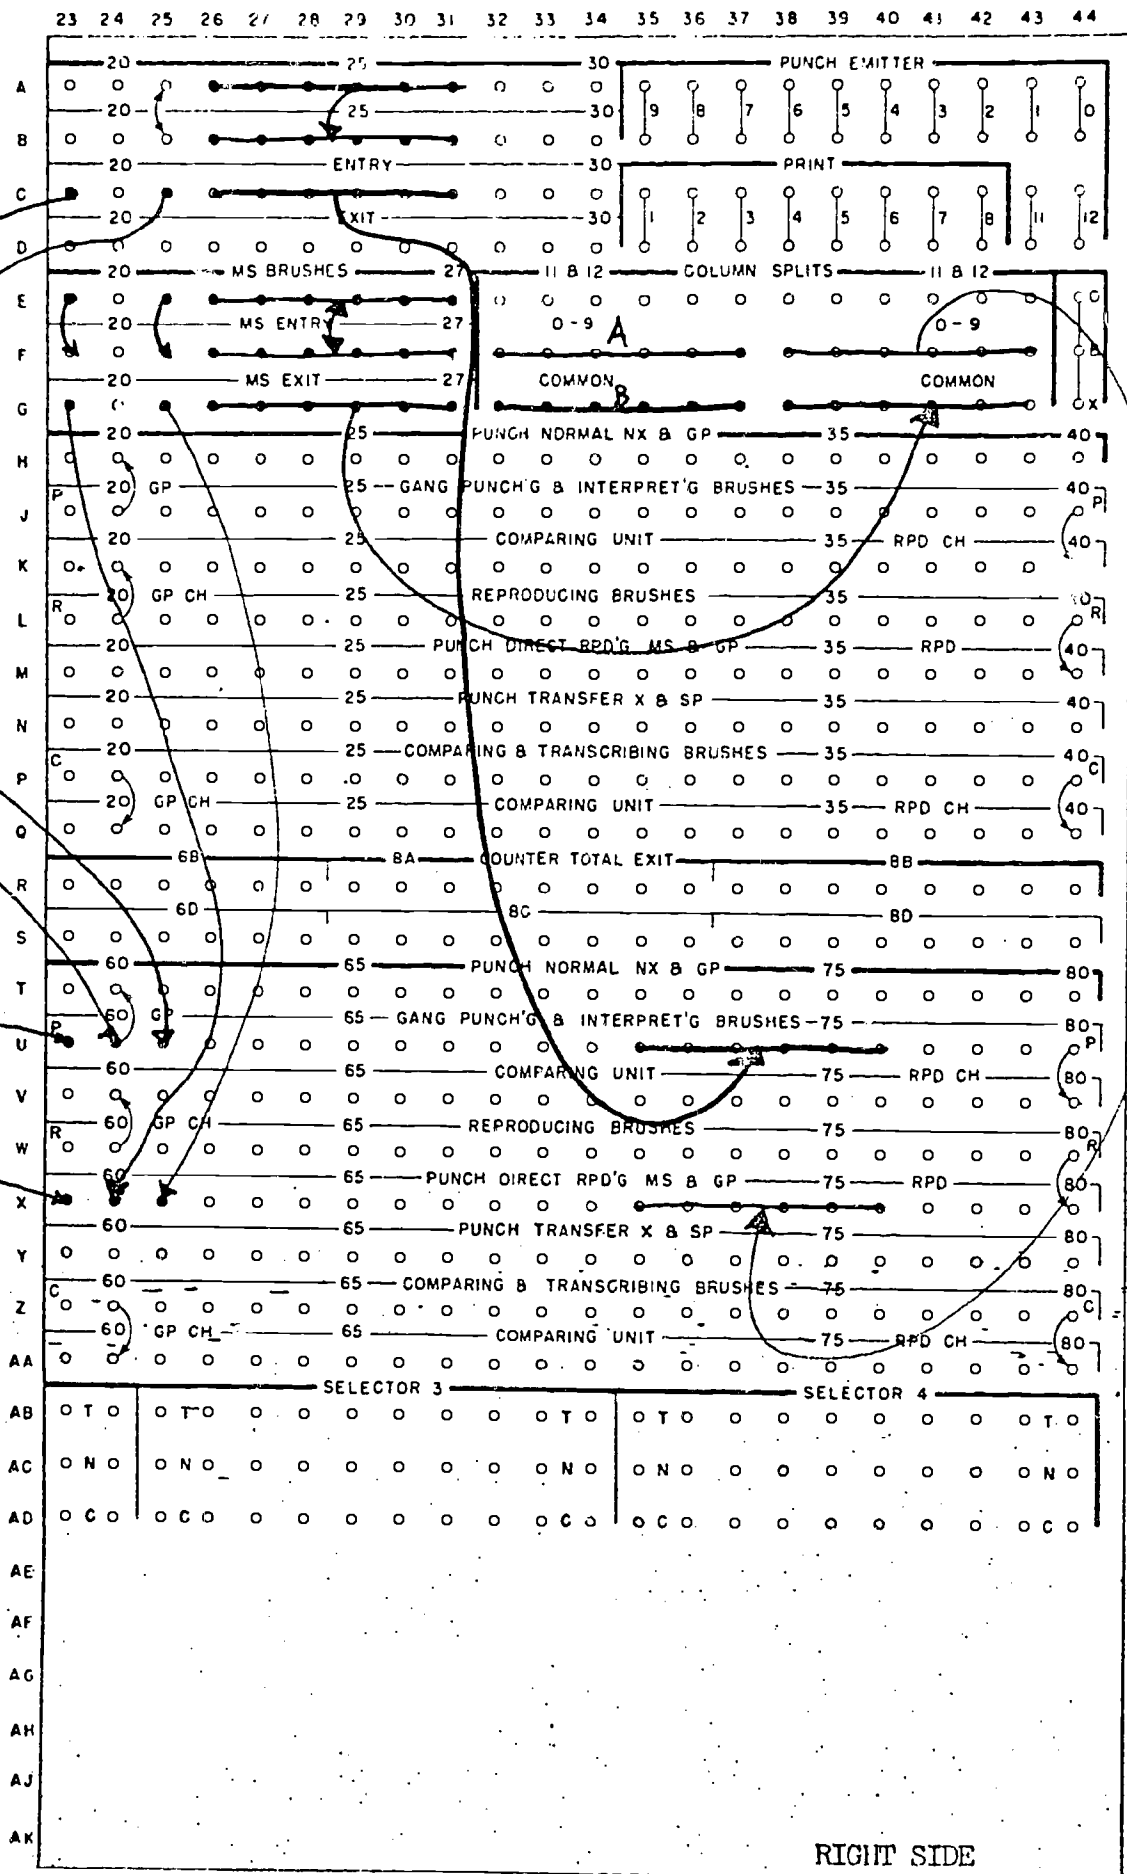 23 24 25 26 27 28 29 30 31 32 33 34 35 36 37 38 39 40 41 42 43 44
20 25 30 PUNCH EMITTER
A
20 25 30 9 8 7 6 5 4 3 2 1 0
B
20 ENTRY 30 PRINT
C
20 EXIT 30 1 2 3 4 5 6 7 8 11 12
D
20 MS BRUSHES 27 11 & 12 COLUMN SPLITS 11 & 12
E C
20 MS ENTRY 27 0-9 A 0-9
F B
20 MS EXIT 27 COMMON B COMMON
G X
20 25 PUNCH NORMAL NX & GP 35 40
H
P 20 GP 25 GANG PUNCH'G & INTERPRET'G BRUSHES 35 40 P
J
20 25 COMPARING UNIT 35 RPD CH 40
K
R 20 GP CH 25 REPRODUCING BRUSHES 35 40 R
L
20 25 PUNCH DIRECT RPD'G MS & GP 35 RPD 40
M
20 25 PUNCH TRANSFER X & SP 35 40
N
C 20 25 COMPARING & TRANSCRIBING BRUSHES 35 40 C
P
20 GP CH 25 COMPARING UNIT 35 RPD CH 40
Q
6B 8A COUNTER TOTAL EXIT 8B
R
6D 8C 8D
S
60 65 PUNCH NORMAL NX & GP 75 80
T
P 60 GP 65 GANG PUNCH'G & INTERPRET'G BRUSHES 75 80 P
U
60 65 COMPARING UNIT 75 RPD CH 80
V
R 60 GP CH 65 REPRODUCING BRUSHES 75 80 R
W
60 65 PUNCH DIRECT RPD'G MS & GP 75 RPD 80
X
60 65 PUNCH TRANSFER X & SP 75 80
Y
C 60 65 COMPARING & TRANSCRIBING BRUSHES 75 80 C
Z
60 GP CH 65 COMPARING UNIT 75 RPD CH 80
AA
SELECTOR 3 SELECTOR 4
AB T T T T T
AC N N N N N
AD C C C C C
AE
AF
AG
AH
AJ
AK
RIGHT SIDE